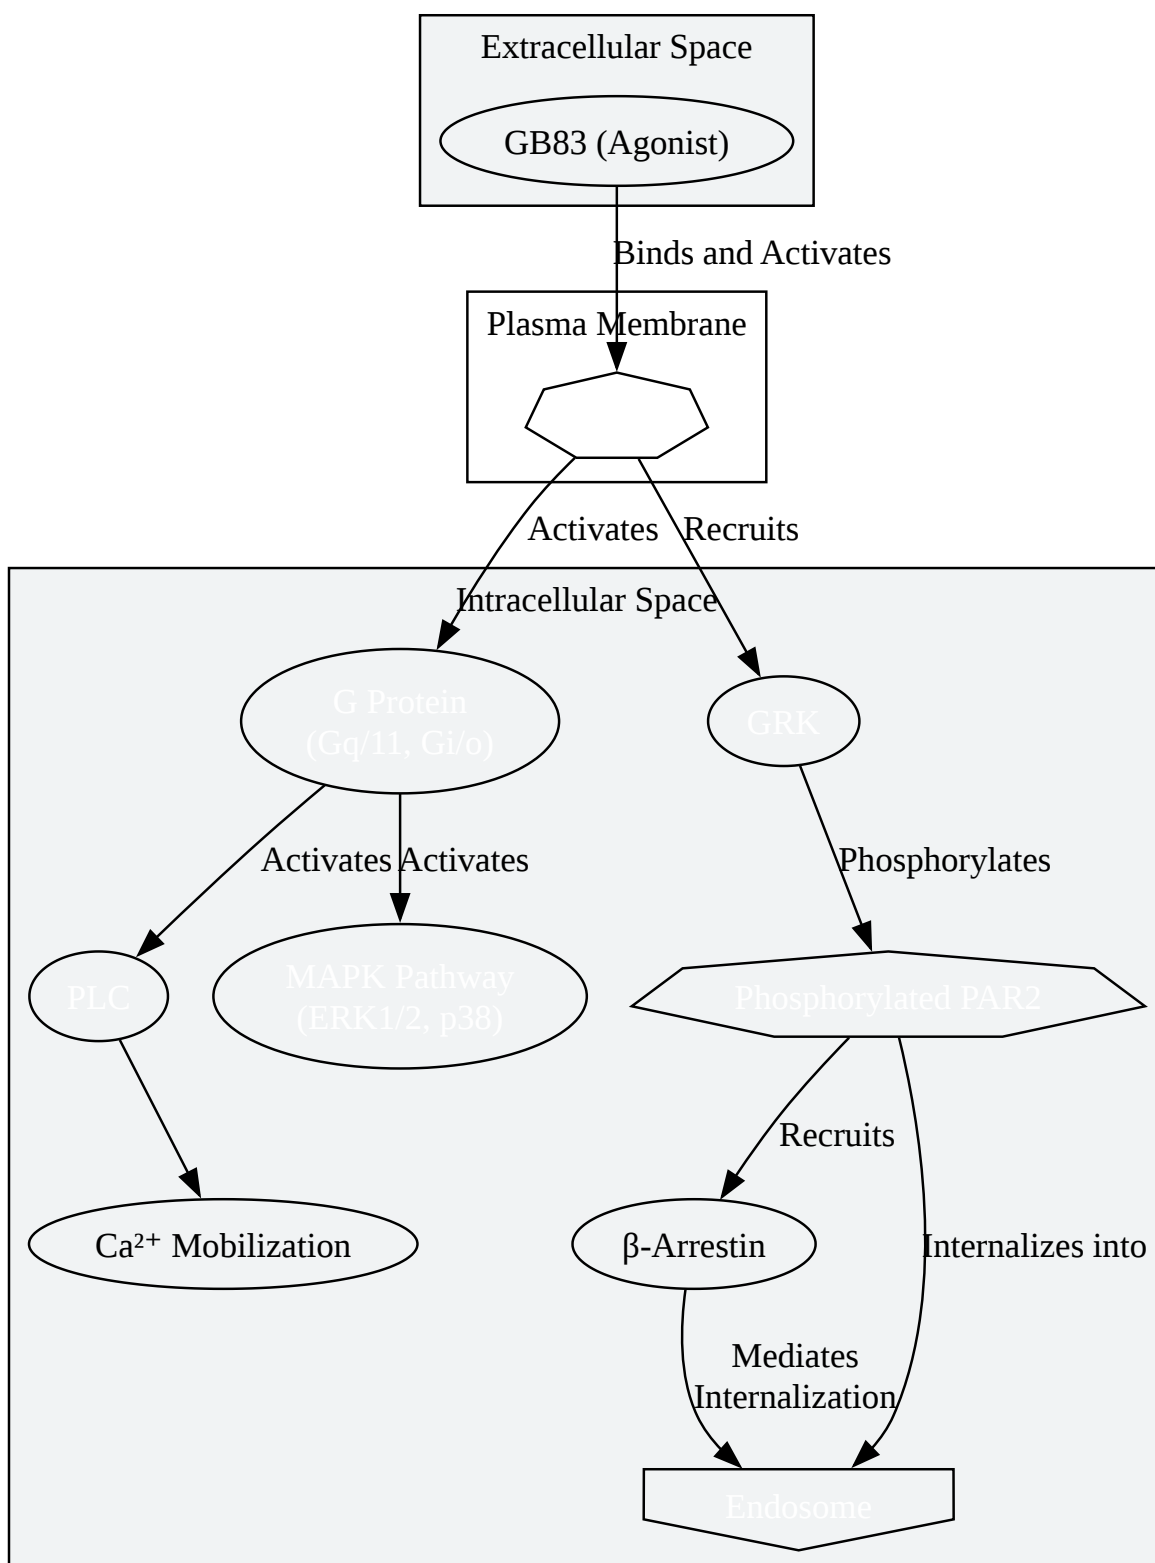 Extracellular Space
GB83 (Agonist)
Binds and Activates
Plasma Membrane
Activates
Recruits
Intracellular Space
G Protein
(Gq/11, Gi/o)
GRK
Activates
Activates
Phosphorylates
PLC
MAPK Pathway
(ERK1/2, p38)
Phosphorylated PAR2
Recruits
Ca²⁺ Mobilization
β-Arrestin
Internalizes into
Mediates
Internalization
Endosome